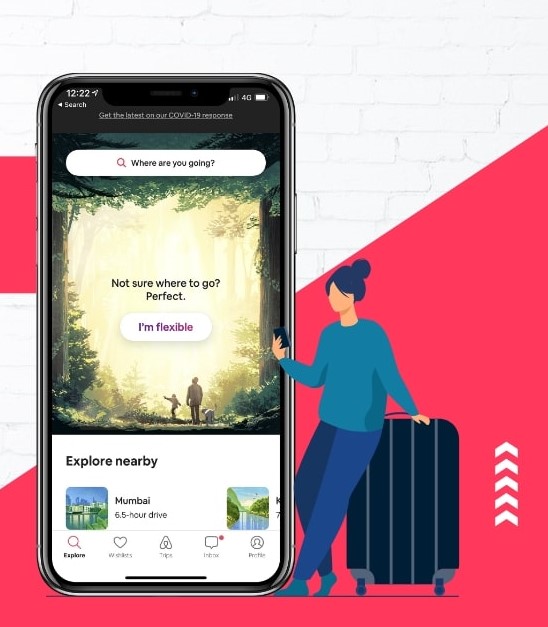 12:22
4G
Search
Get the latest on our COVID-19 response
Where are you going?
Not sure where to go?
Perfect.
I'm flexible
Explore nearby
Mumbai
6.5-hour drive
K
7
Explore
Wishlists
Trips
Inbox
Profile